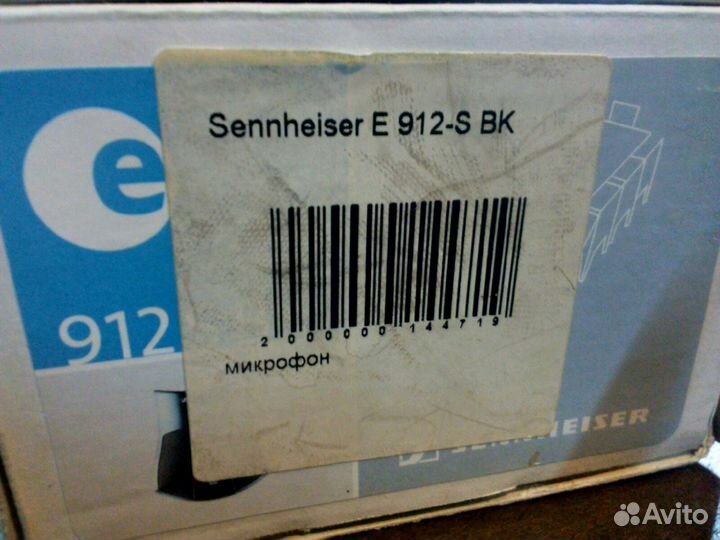 Sennheiser E 912-S BK
e
2 000000 144719
912
микрофон
SENNHEISER
Avito